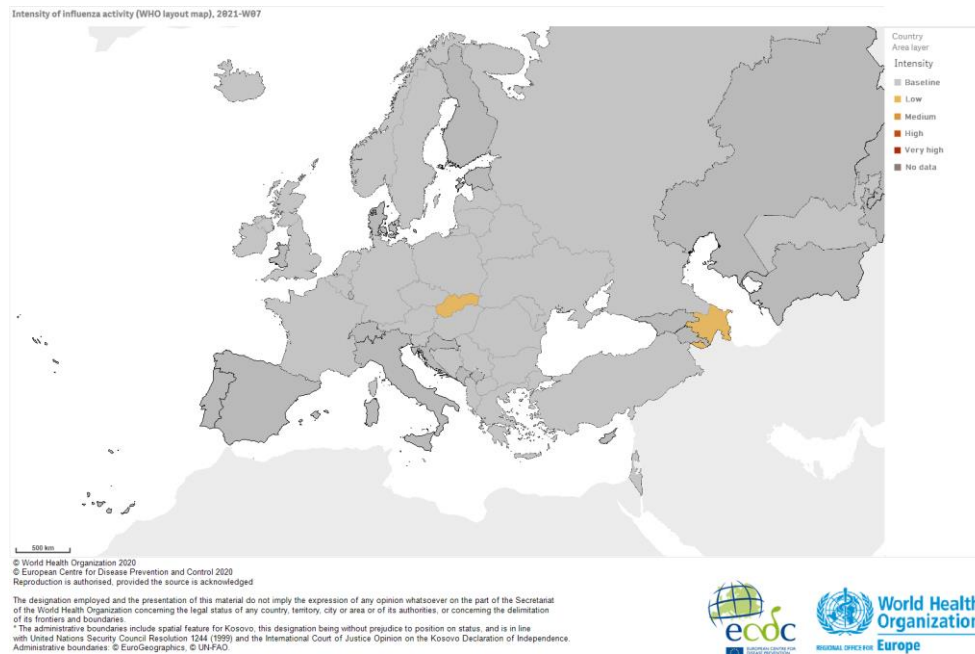 Intensity of influenza activity (WHO layout map), 2021-W07
Country
Area layer
Intensity
Baseline
Low
Medium
High
Very high
No data
500 km
© World Health Organization 2020
© European Centre for Disease Prevention and Control 2020
Reproduction is authorised, provided the source is acknowledged
The designation employed and the presentation of this material do not imply the expression of any opinion whatsoever on the part of the Secretariat
of the World Health Organization concerning the legal status of any country, territory, city or area or of its authorities, or concerning the delimitation
of its frontiers and boundaries.
* The administrative boundaries include spatial feature for Kosovo, this designation being without prejudice to position on status, and is in line
with United Nations Security Council Resolution 1244 (1999) and the International Court of Justice Opinion on the Kosovo Declaration of Independence.
Administrative boundaries: © EuroGeographics, © UN-FAO.
ecdc
EUROPEAN CENTRE FOR
DISEASE PREVENTION
World Health
Organization
REGIONAL OFFICE FOR Europe